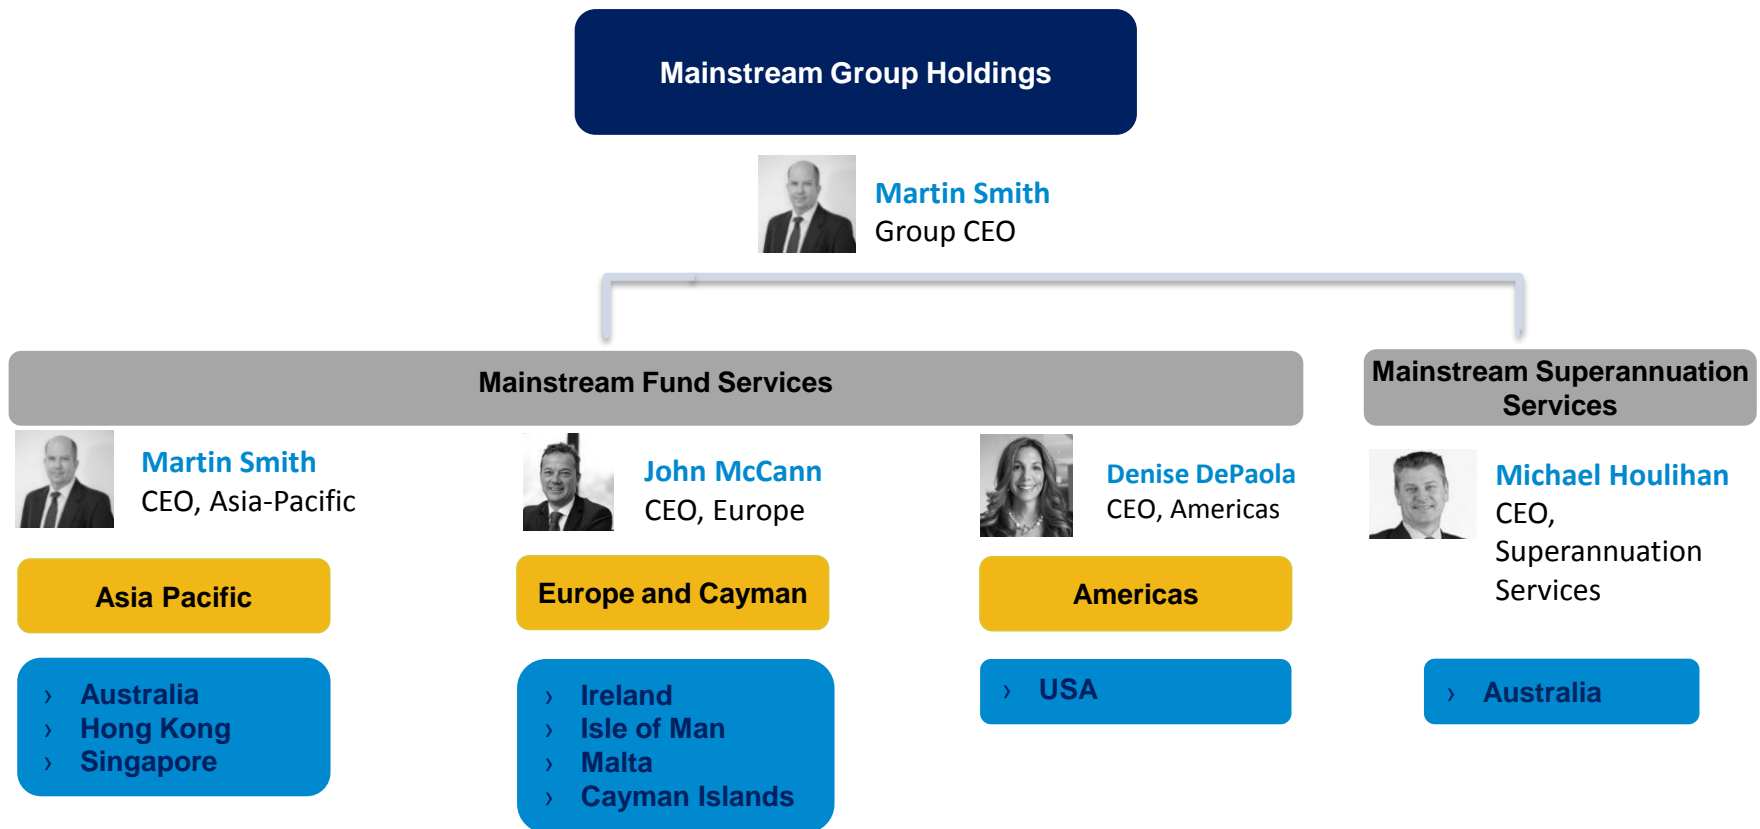 Mainstream Group Holdings
Martin Smith
Group CEO
Mainstream Fund Services
Mainstream Superannuation
Services
Martin Smith
CEO, Asia-Pacific
John McCann
CEO, Europe
Denise DePaola
CEO, Americas
Michael Houlihan
CEO,
Superannuation
Services
Asia Pacific
Europe and Cayman
Americas
› Australia
› Hong Kong
› Singapore
› Ireland
› Isle of Man
› Malta
› Cayman Islands
› USA
› Australia